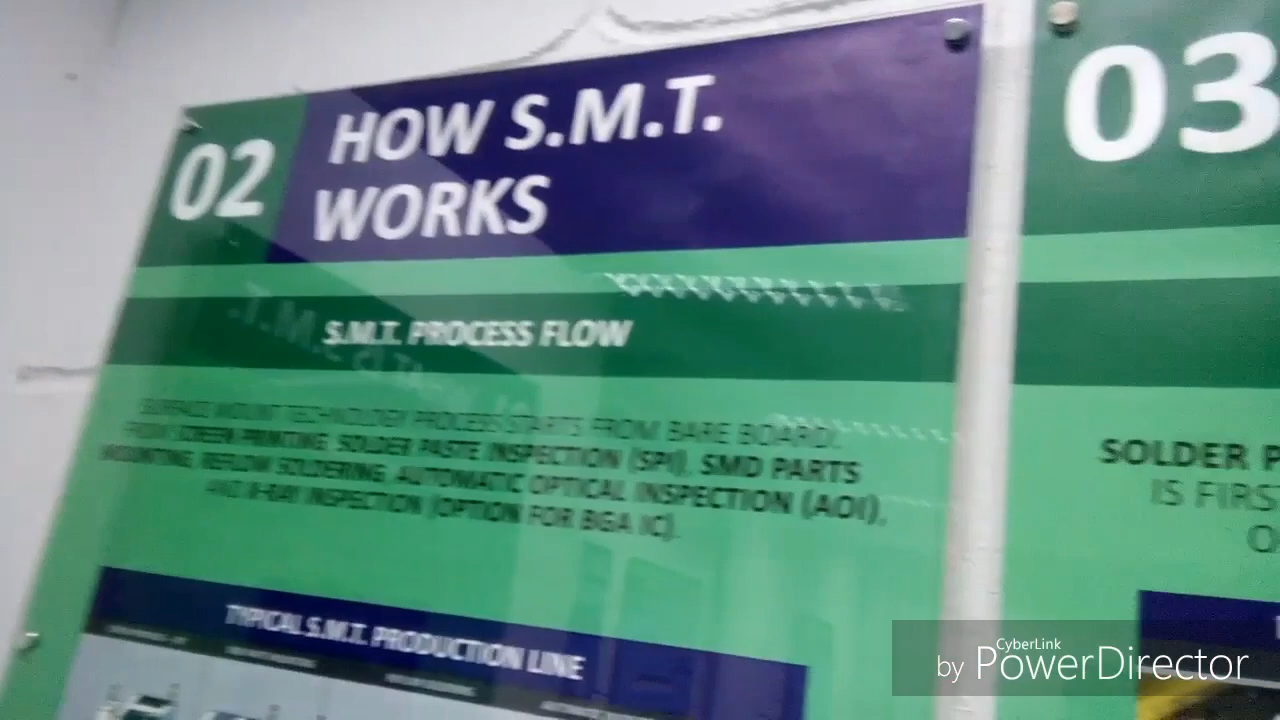 02
HOW S.M.T.
WORKS
S.M.T. PROCESS FLOW
SURFACE MOUNT TECHNOLOGY PROCESS STARTS FROM BARE BOARD.
SCREEN PRINTING, SOLDER PASTE INSPECTION (SPI), SMD PARTS
MOUNTING, REFLOW SOLDERING, AUTOMATIC OPTICAL INSPECTION (AOI),
AND X-RAY INSPECTION (OPTION FOR BGA IC).
TYPICAL S.M.T. PRODUCTION LINE
03
SOLDER P
IS FIRS
O
by CyberLink PowerDirector